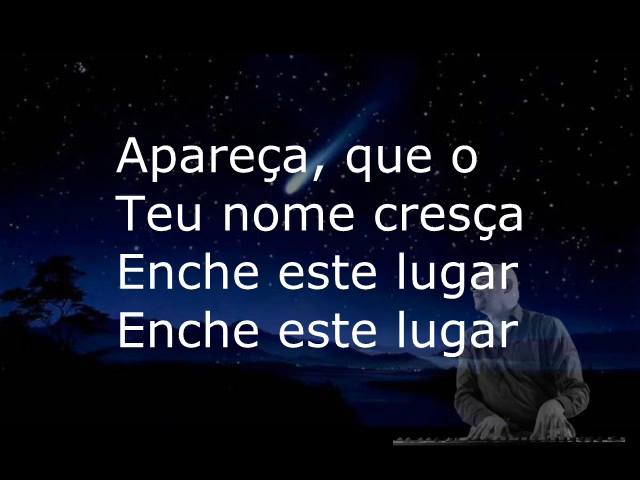 Apareça, que o
Teu nome cresça
Enche este lugar
Enche este lugar